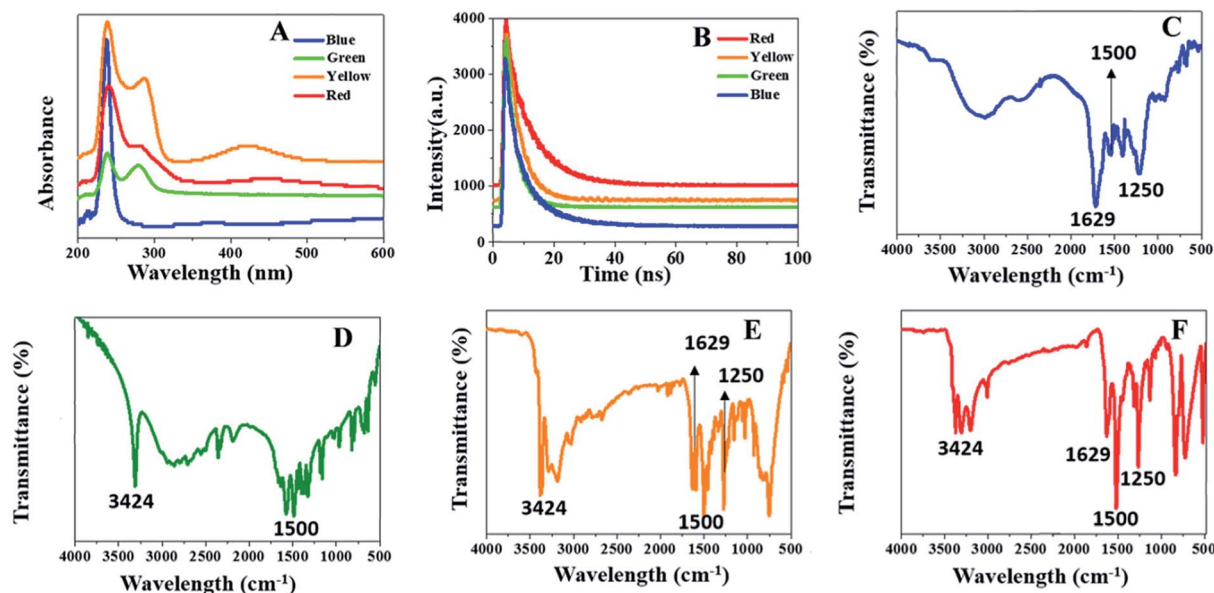 A
Blue
Green
Yellow
Red
Absorbance
200 300 400 500 600
Wavelength (nm)
B
Red
Yellow
Green
Blue
Intensity(a.u.)
4000
3000
2000
1000
0
0 20 40 60 80 100
Time (ns)
C
1500
1629
1250
Transmittance (%)
4000 3500 3000 2500 2000 1500 1000 500
Wavelength (cm-1)
D
3424
1500
Transmittance (%)
4000 3500 3000 2500 2000 1500 1000 500
Wavelength (cm-1)
E
1629
1250
3424
1500
Transmittance (%)
4000 3500 3000 2500 2000 1500 1000 500
Wavelength (cm-1)
F
3424
1629
1250
1500
Transmittance (%)
4000 3500 3000 2500 2000 1500 1000 500
Wavelength (cm-1)